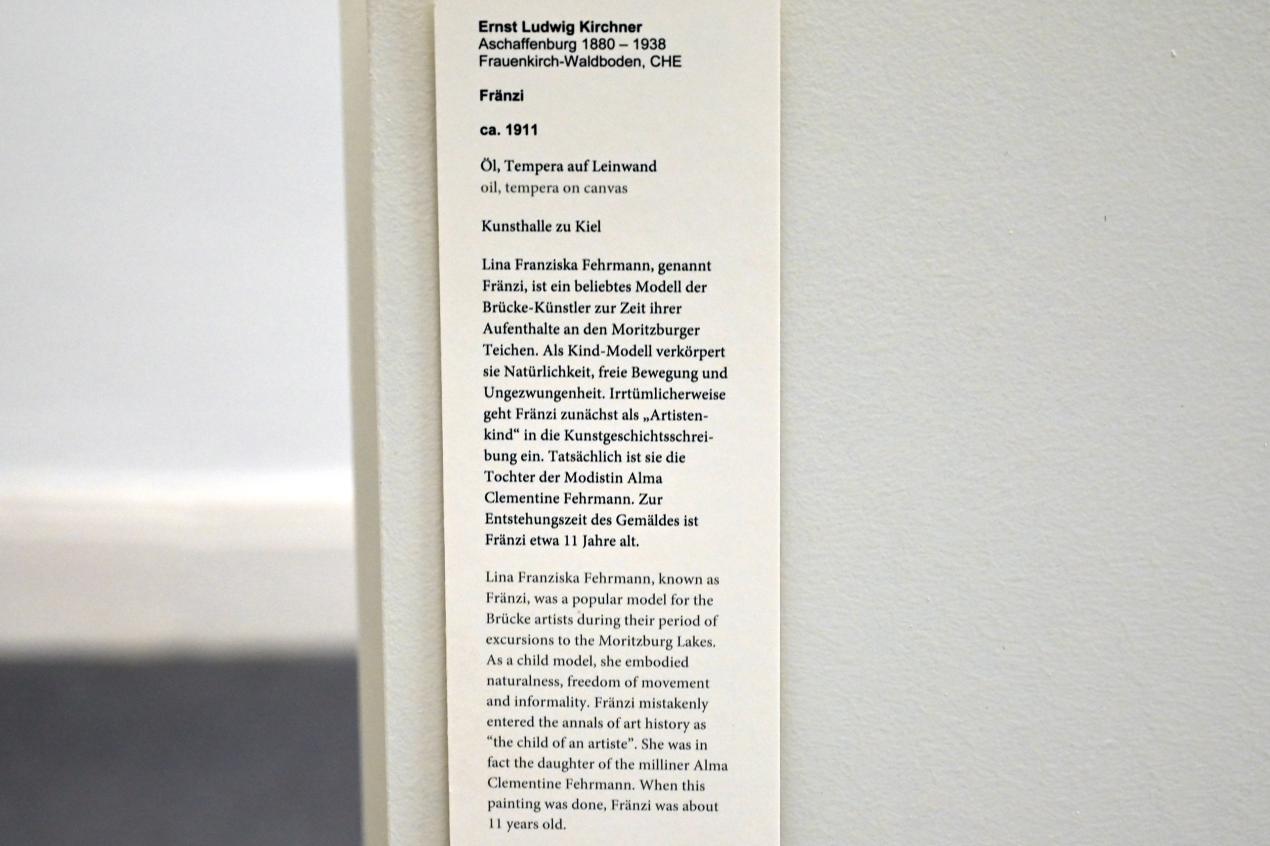 Ernst Ludwig Kirchner
Aschaffenburg 1880 – 1938
Frauenkirch-Waldboden, CHE
Fränzi
ca. 1911
Öl, Tempera auf Leinwand
oil, tempera on canvas
Kunsthalle zu Kiel
Lina Franziska Fehrmann, genannt
Fränzi, ist ein beliebtes Modell der
Brücke-Künstler zur Zeit ihrer
Aufenthalte an den Moritzburger
Teichen. Als Kind-Modell verkörpert
sie Natürlichkeit, freie Bewegung und
Ungezwungenheit. Irrtümlicherweise
geht Fränzi zunächst als „Artisten-
kind“ in die Kunstgeschichtsschrei-
bung ein. Tatsächlich ist sie die
Tochter der Modistin Alma
Clementine Fehrmann. Zur
Entstehungszeit des Gemäldes ist
Fränzi etwa 11 Jahre alt.
Lina Franziska Fehrmann, known as
Fränzi, was a popular model for the
Brücke artists during their period of
excursions to the Moritzburg Lakes.
As a child model, she embodied
naturalness, freedom of movement
and informality. Fränzi mistakenly
entered the annals of art history as
“the child of an artiste”. She was in
fact the daughter of the milliner Alma
Clementine Fehrmann. When this
painting was done, Fränzi was about
11 years old.